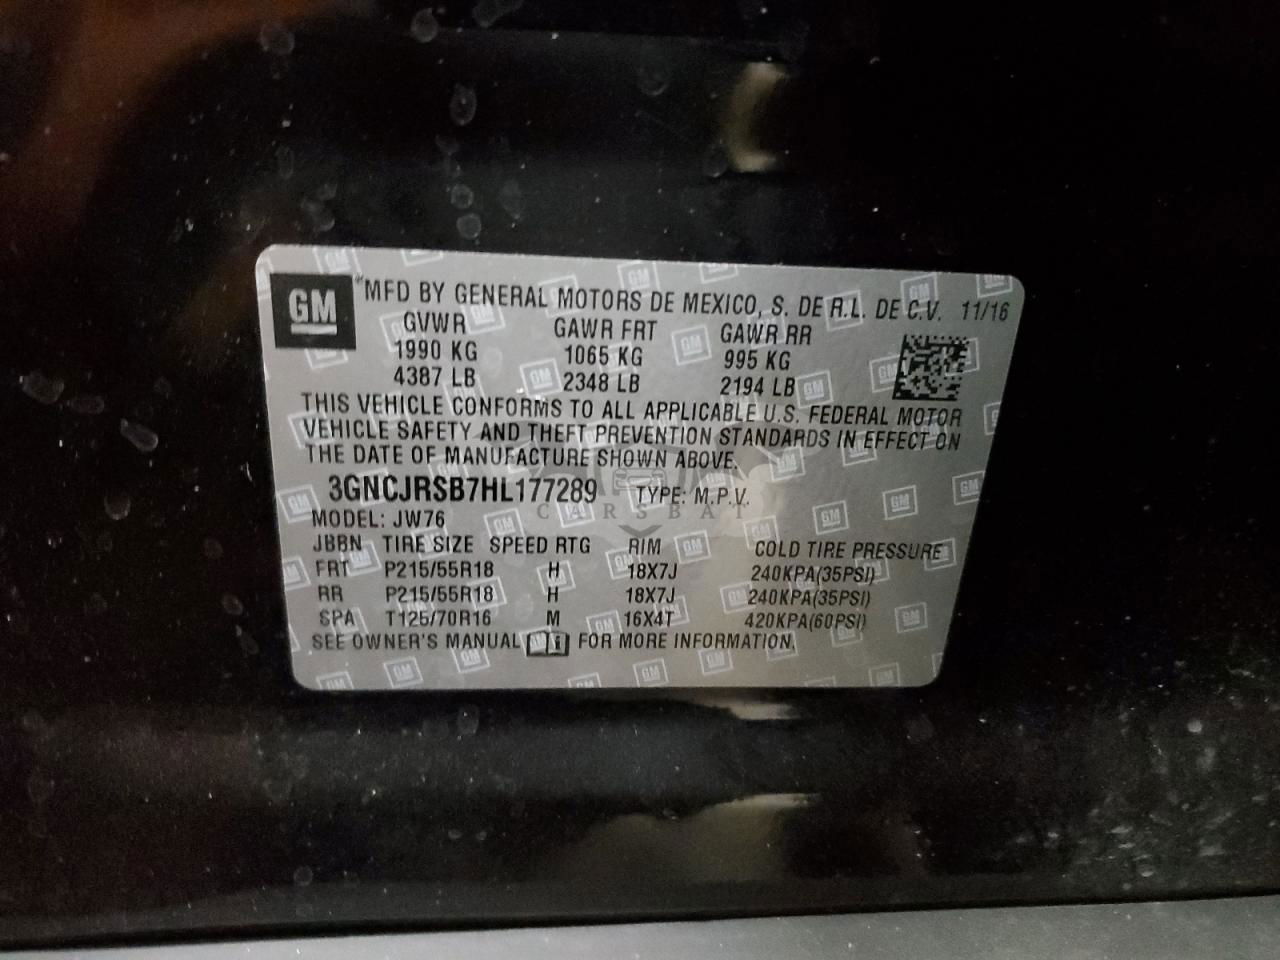 GM
"MFD BY GENERAL MOTORS DE MEXICO, S. DE R.L. DE C.V. 11/16
GVWR GAWR FRT GAWR RR
1990 KG 1065 KG 995 KG
4387 LB 2348 LB 2194 LB
THIS VEHICLE CONFORMS TO ALL APPLICABLE U.S. FEDERAL MOTOR
VEHICLE SAFETY AND THEFT PREVENTION STANDARDS IN EFFECT ON
THE DATE OF MANUFACTURE SHOWN ABOVE.
3GNCJRSB7HL177289 TYPE: M.P.V.
CARSBAT
MODEL: JW76
JBBN TIRE SIZE SPEED RTG RIM COLD TIRE PRESSURE
FRT P215/55R18 H 18X7J 240KPA(35PSI)
RR P215/55R18 H 18X7J 240KPA(35PSI)
SPA T125/70R16 M 16X4T 420KPA(60PSI)
SEE OWNER'S MANUAL i FOR MORE INFORMATION.